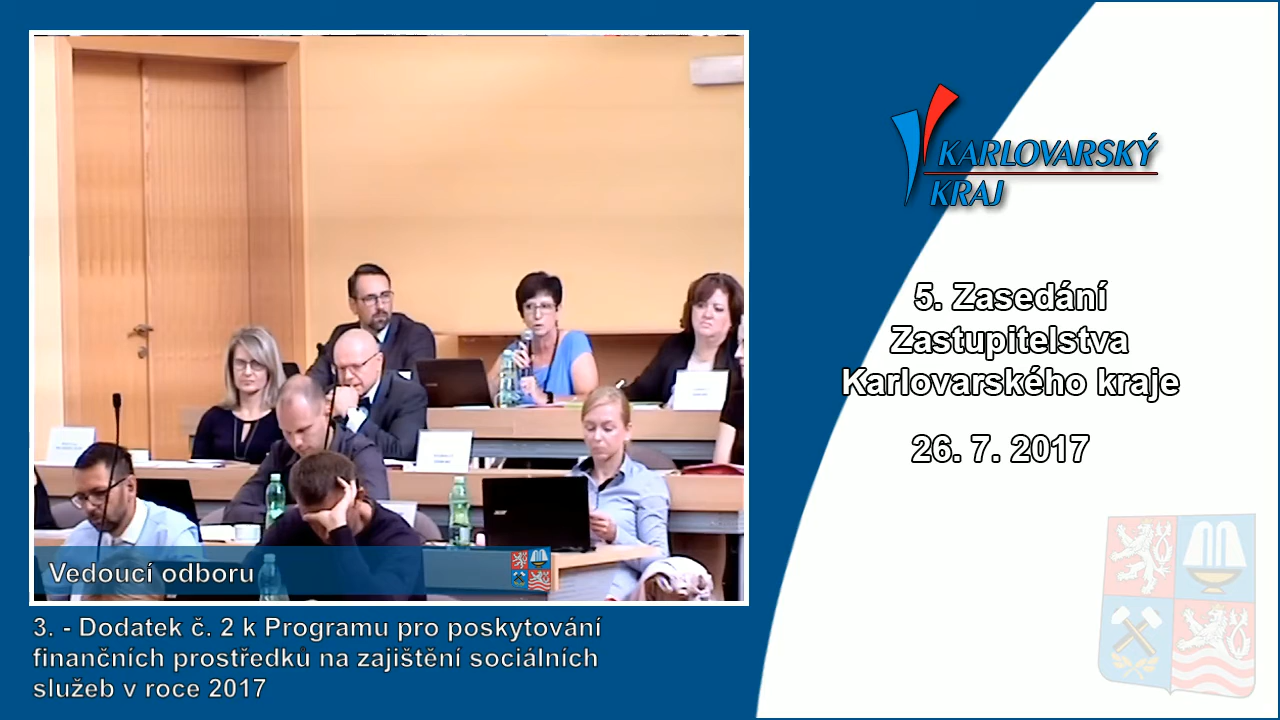 KARLOVARSKÝ
KRAJ
5. Zasedání
Zastupitelstva
Karlovarského kraje
26. 7. 2017
Vedoucí odboru
3. - Dodatek č. 2 k Programu pro poskytování
finančních prostředků na zajištění sociálních
služeb v roce 2017